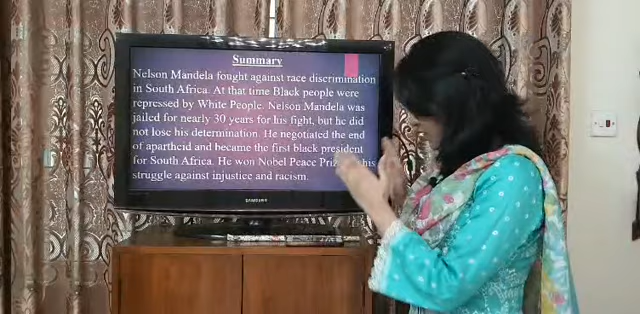 Summary
Nelson Mandela fought against race discrimination
in South Africa. At that time Black people were
repressed by White People. Nelson Mandela was
jailed for nearly 30 years for his fight, but he did
not lose his determination. He negotiated the end
of apartheid and became the first black president
for South Africa. He won Nobel Peace his
struggle against injustice and racism.
SAMSUNG